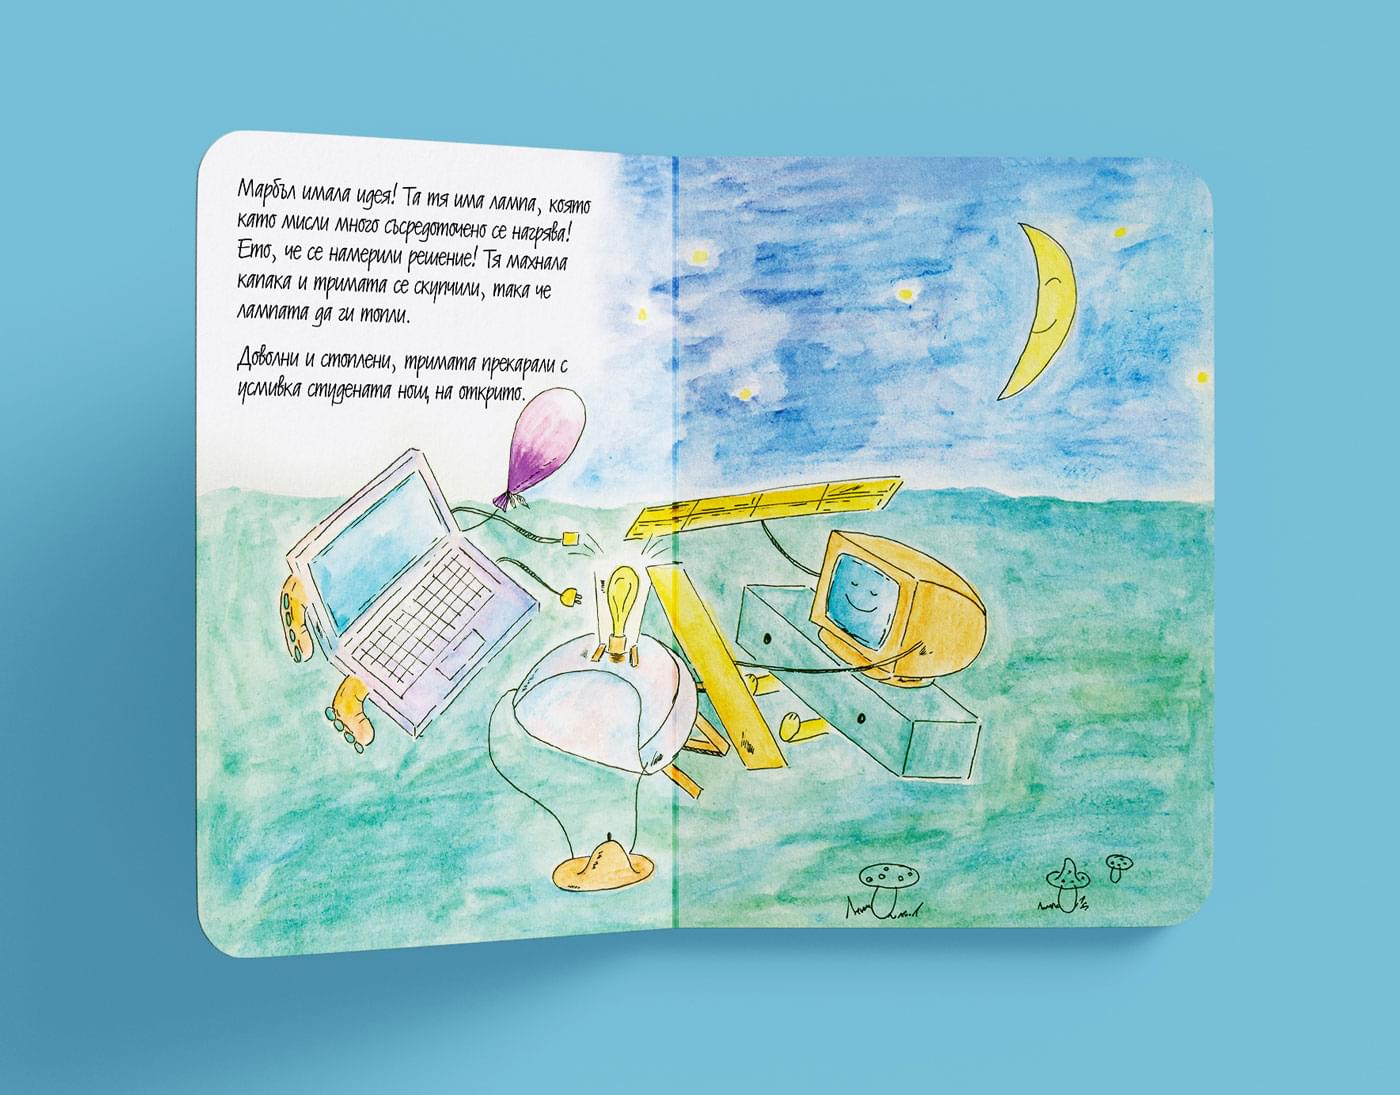 Марбъл имала идея! Та тя има лампа, която
като мисли много съсредоточено се нагрява!
Ето, че се намерили решение! Тя махнала
капака и тримата се скупчили, така че
лампата да ги топли.
Доволни и стоплени, тримата прекарали с
усмивка студената нощ на открито.